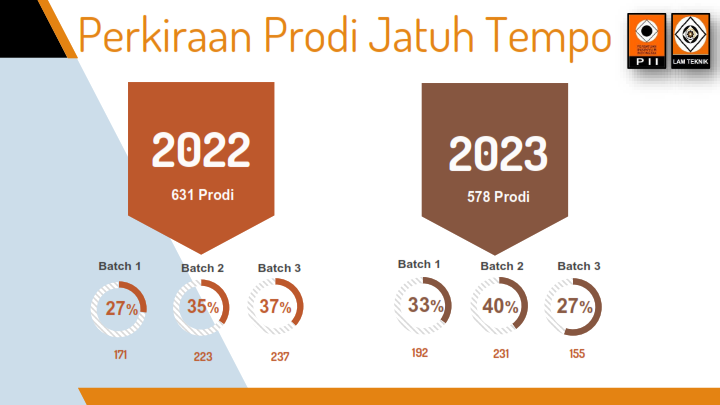 Perkiraan Prodi Jatuh Tempo
PII
LAM TEKNIK
2022
631 Prodi
2023
578 Prodi
Batch 1
Batch 2
Batch 3
27%
35%
37%
171
223
237
Batch 1
Batch 2
Batch 3
33%
40%
27%
192
231
155